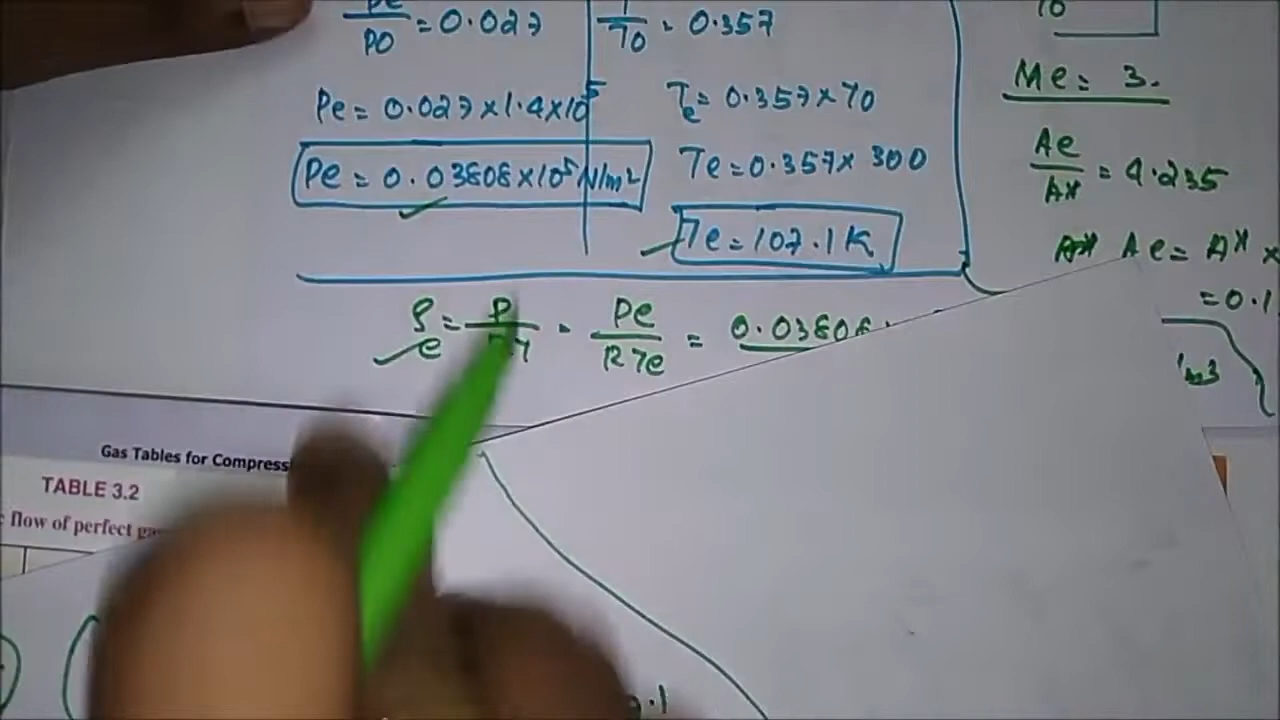 Pe/P0 = 0.027
T/T0 = 0.357
Pe = 0.027 × 1.4 × 10^5
Pe = 0.03808 × 10^5 N/m2
Te = 0.357 × T0
Te = 0.357 × 300
Te = 107.1 K
ρe = P/RT = Pe/RTe = 0.03808
T0
Me = 3.
Ae/A* = 4.235
Ae = A* ×
= 0.1
Gas Tables for Compress
TABLE 3.2
flow of perfect ga